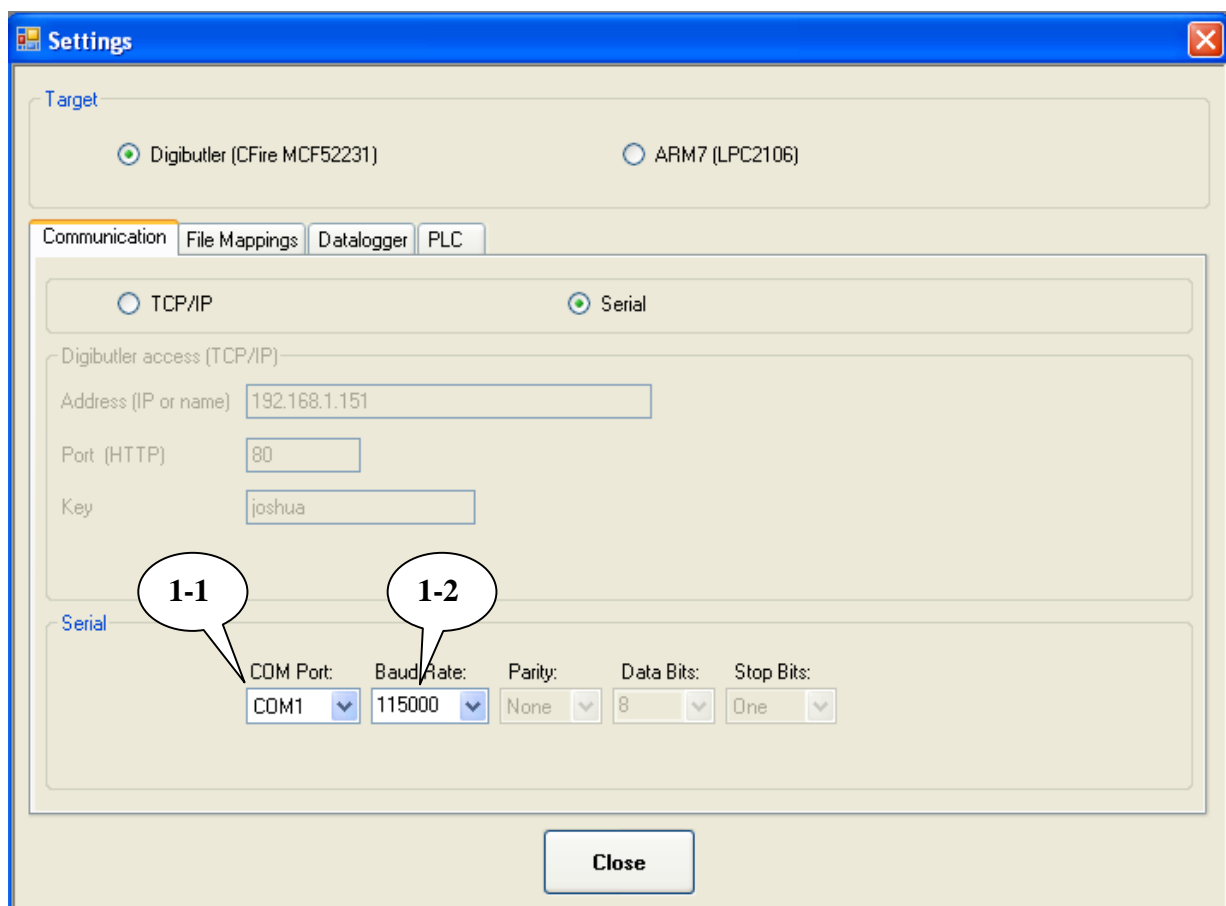 Settings
Target
Digibutler (CFire MCF52231) ARM7 (LPC2106)
Communication File Mappings Datalogger PLC
TCP/IP Serial
Digibutler access (TCP/IP)
Address (IP or name) 192.168.1.151
Port (HTTP) 80
Key joshua
1-1 1-2
Serial
COM Port: Baud Rate: Parity: Data Bits: Stop Bits:
COM1 115000 None 8 One
Close